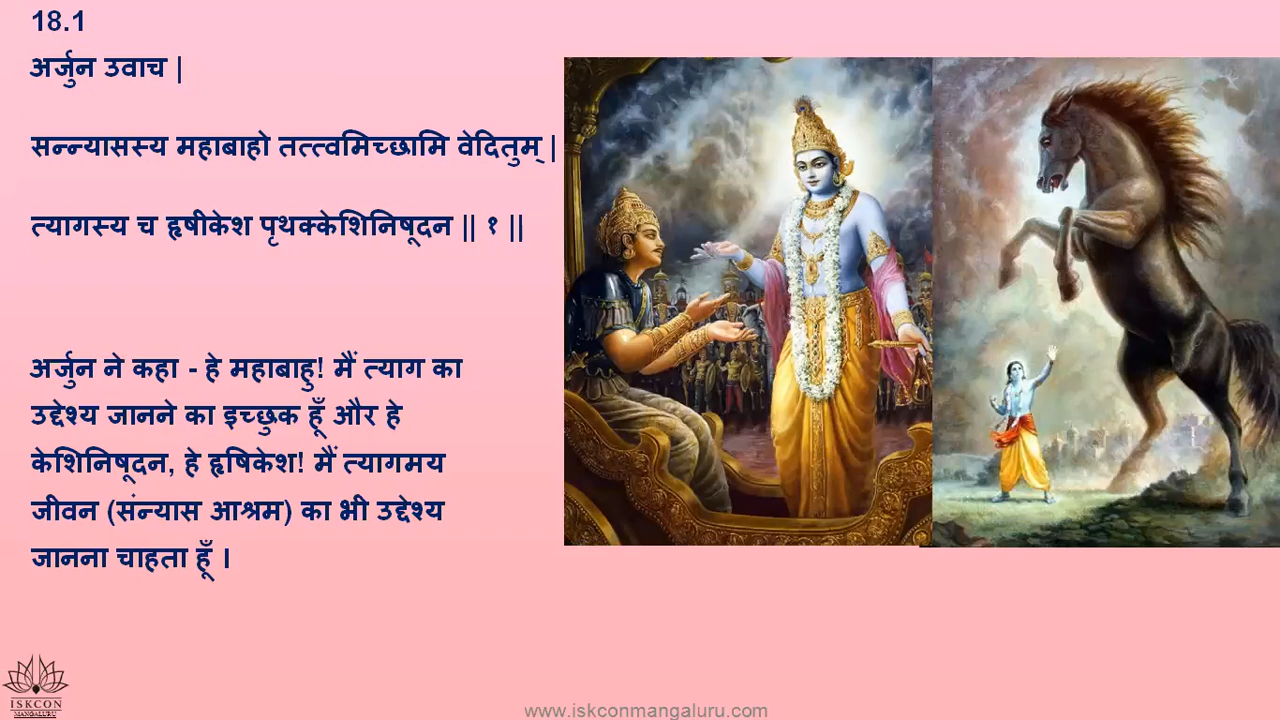 18.1
अर्जुन उवाच |
सन्न्यासस्य महाबाहो तत्त्वमिच्छामि वेदितुम् |
त्यागस्य च हृषीकेश पृथक्केशिनिषूदन || १ ||
अर्जुन ने कहा - हे महाबाहु! मैं त्याग का
उद्देश्य जानने का इच्छुक हूँ और हे
केशिनिषूदन, हे हृषिकेश! मैं त्यागमय
जीवन (संन्यास आश्रम) का भी उद्देश्य
जानना चाहता हूँ ।
ISKCON
MANGALURU
www.iskconmangaluru.com